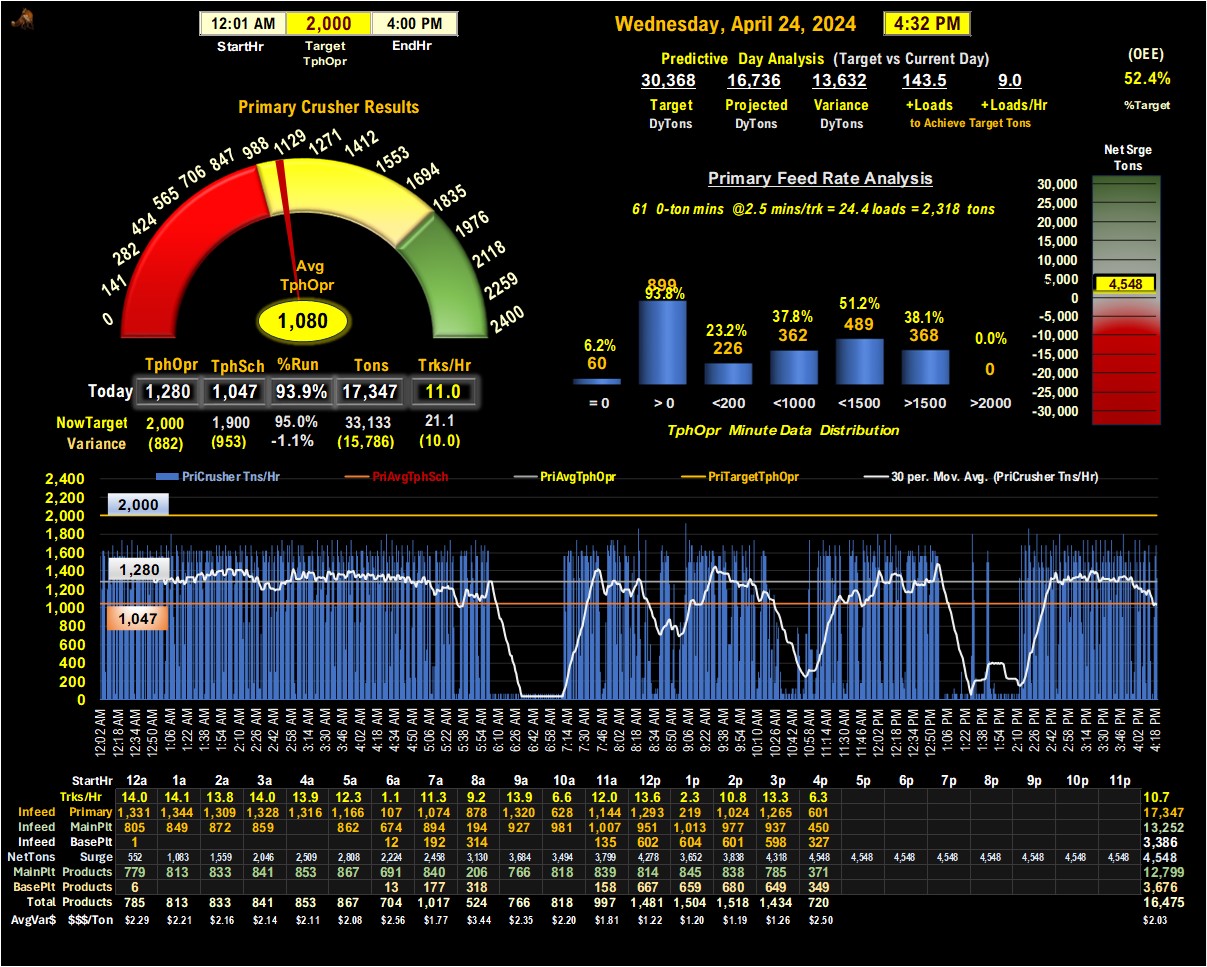 12:01 AM 2,000 4:00 PM
StartHr Target TphOpr EndHr
Wednesday, April 24, 2024 4:32 PM
Predictive Day Analysis (Target vs Current Day)
30,368 16,736 13,632 143.5 9.0
Target Projected Variance +Loads +Loads/Hr
DyTons DyTons DyTons to Achieve Target Tons
(OEE)
52.4%
%Target
Primary Crusher Results
0 141 282 424 565 706 847 988 1129 1271 1412 1553 1694 1835 1976 2118 2259 2400
Avg
TphOpr
1,080
TphOpr TphSch %Run Tons Trks/Hr
Today 1,280 1,047 93.9% 17,347 11.0
NowTarget 2,000 1,900 95.0% 33,133 21.1
Variance (882) (953) -1.1% (15,786) (10.0)
Primary Feed Rate Analysis
61 0-ton mins @2.5 mins/trk = 24.4 loads = 2,318 tons
6.2% 93.8% 23.2% 37.8% 51.2% 38.1% 0.0%
60 899 226 362 489 368 0
= 0 > 0 <200 <1000 <1500 >1500 >2000
TphOpr Minute Data Distribution
Net Srge
Tons
30,000
25,000
20,000
15,000
10,000
5,000
4,548
0
-5,000
-10,000
-15,000
-20,000
-25,000
-30,000
PriCrusher Tns/Hr PriAvgTphSch PriAvgTphOpr PriTargetTphOpr 30 per. Mov. Avg. (PriCrusher Tns/Hr)
2,400
2,200
2,000
1,800
1,600
1,400
1,200
1,000
800
600
400
200
0
2,000
1,280
1,047
12:02 AM 12:18 AM 12:34 AM 12:50 AM 1:06 AM 1:22 AM 1:38 AM 1:54 AM 2:10 AM 2:26 AM 2:42 AM 2:58 AM 3:14 AM 3:30 AM 3:46 AM 4:02 AM 4:18 AM 4:34 AM 4:50 AM 5:06 AM 5:22 AM 5:38 AM 5:54 AM 6:10 AM 6:26 AM 6:42 AM 6:58 AM 7:14 AM 7:30 AM 7:46 AM 8:02 AM 8:18 AM 8:34 AM 8:50 AM 9:06 AM 9:22 AM 9:38 AM 9:54 AM 10:10 AM 10:26 AM 10:42 AM 10:58 AM 11:14 AM 11:30 AM 11:46 AM 12:02 PM 12:18 PM 12:34 PM 12:50 PM 1:06 PM 1:22 PM 1:38 PM 1:54 PM 2:10 PM 2:26 PM 2:42 PM 2:58 PM 3:14 PM 3:30 PM 3:46 PM 4:02 PM 4:18 PM
StartHr 12a 1a 2a 3a 4a 5a 6a 7a 8a 9a 10a 11a 12p 1p 2p 3p 4p 5p 6p 7p 8p 9p 10p 11p
Trks/Hr 14.0 14.1 13.8 14.0 13.9 12.3 1.1 11.3 9.2 13.9 6.6 12.0 13.6 2.3 10.8 13.3 6.3 10.7
Infeed Primary 1,331 1,344 1,309 1,328 1,316 1,166 107 1,074 878 1,320 628 1,144 1,293 219 1,024 1,265 601 17,347
Infeed MainPlt 805 849 872 859 862 674 894 194 927 981 1,007 951 1,013 977 937 450 13,252
Infeed BasePlt 1 12 192 314 135 602 604 601 598 327 3,386
NetTons Surge 552 1,083 1,559 2,046 2,509 2,808 2,224 2,458 3,130 3,684 3,494 3,799 4,278 3,652 3,838 4,318 4,548 4,548 4,548 4,548 4,548 4,548 4,548 4,548 4,548
MainPlt Products 779 813 833 841 853 867 691 840 206 766 818 839 814 845 838 785 371 12,799
BasePlt Products 6 13 177 318 158 667 659 680 649 349 3,676
Total Products 785 813 833 841 853 867 704 1,017 524 766 818 997 1,481 1,504 1,518 1,434 720 16,475
AvgVar$ $$$/Ton $2.29 $2.21 $2.16 $2.14 $2.11 $2.08 $2.56 $1.77 $3.44 $2.35 $2.20 $1.81 $1.22 $1.20 $1.19 $1.26 $2.50 $2.03